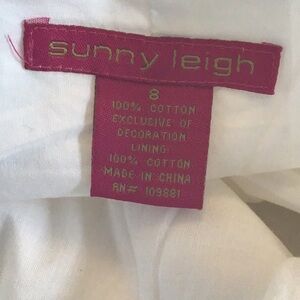 sunny leigh
8
100% COTTON
EXCLUSIVE OF
DECORATION
LINING:
100% COTTON
MADE IN CHINA
RN# 109881